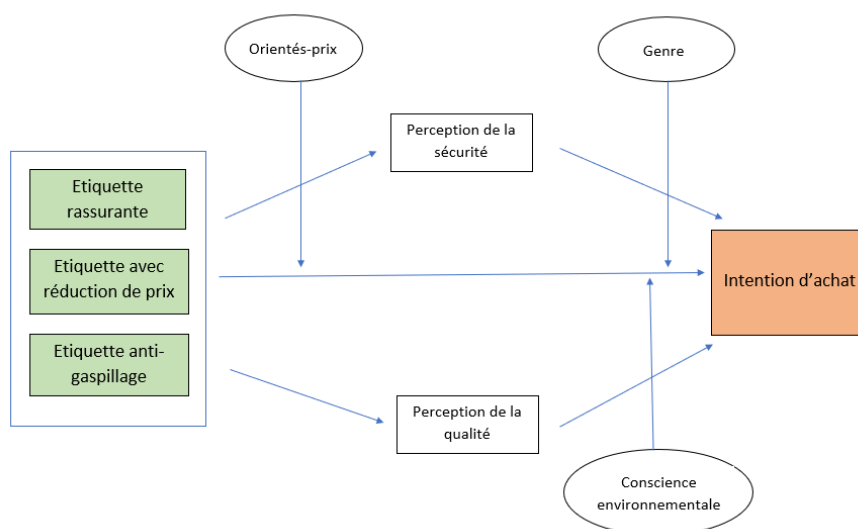 Orientés-prix
Genre
Perception de la
sécurité
Etiquette
rassurante
Etiquette avec
réduction de prix
Intention d'achat
Etiquette anti-
gaspillage
Perception de la
qualité
Conscience
environnementale